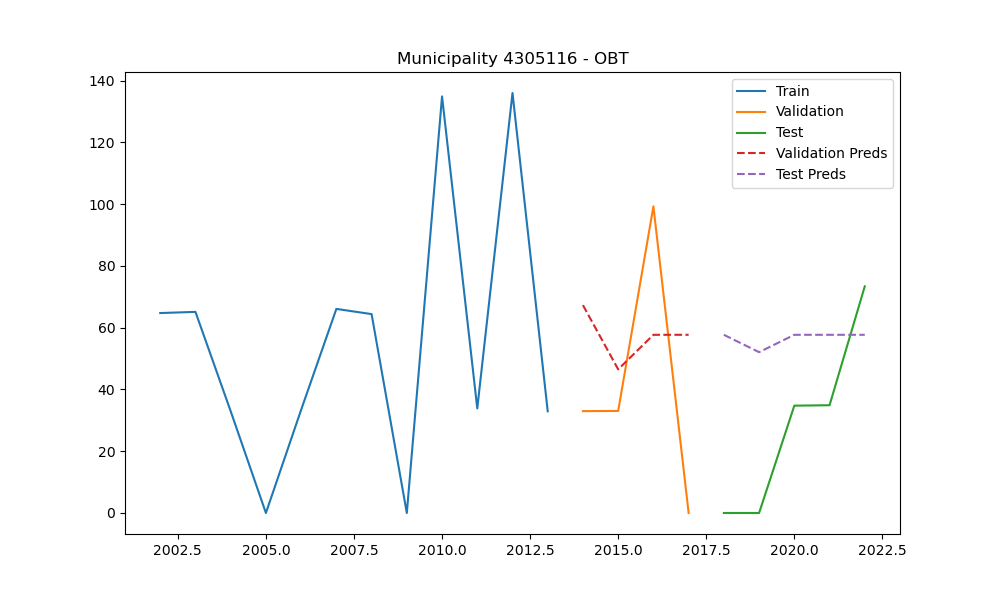 Municipality 4305116 - OBT
140
120
100
80
60
40
20
0
2002.5 2005.0 2007.5 2010.0 2012.5 2015.0 2017.5 2020.0 2022.5
Train
Validation
Test
Validation Preds
Test Preds